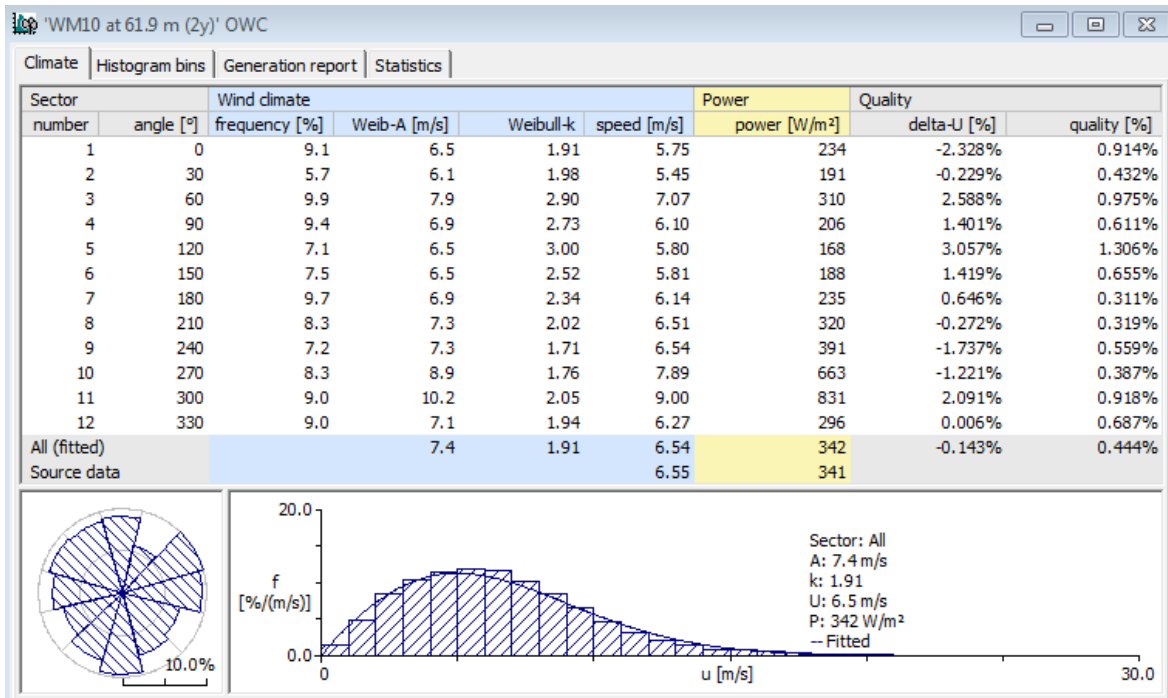 'WM10 at 61.9 m (2y)' OWC
Climate Histogram bins Generation report Statistics
Sector Wind climate Power Quality
number angle [°] frequency [%] Weib-A [m/s] Weibull-k speed [m/s] power [W/m²] delta-U [%] quality [%]
1 0 9.1 6.5 1.91 5.75 234 -2.328% 0.914%
2 30 5.7 6.1 1.98 5.45 191 -0.229% 0.432%
3 60 9.9 7.9 2.90 7.07 310 2.588% 0.975%
4 90 9.4 6.9 2.73 6.10 206 1.401% 0.611%
5 120 7.1 6.5 3.00 5.80 168 3.057% 1.306%
6 150 7.5 6.5 2.52 5.81 188 1.419% 0.655%
7 180 9.7 6.9 2.34 6.14 235 0.646% 0.311%
8 210 8.3 7.3 2.02 6.51 320 -0.272% 0.319%
9 240 7.2 7.3 1.71 6.54 391 -1.737% 0.559%
10 270 8.3 8.9 1.76 7.89 663 -1.221% 0.387%
11 300 9.0 10.2 2.05 9.00 831 2.091% 0.918%
12 330 9.0 7.1 1.94 6.27 296 0.006% 0.687%
All (fitted) 7.4 1.91 6.54 342 -0.143% 0.444%
Source data 6.55 341
10.0%
20.0
f
[%/(m/s)]
0.0
0
u [m/s]
30.0
Sector: All
A: 7.4 m/s
k: 1.91
U: 6.5 m/s
P: 342 W/m²
-- Fitted